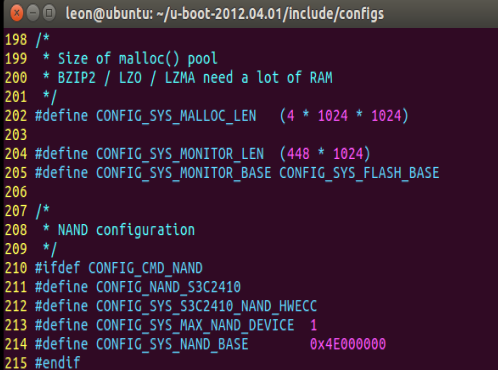 leon@ubuntu: ~/u-boot-2012.04.01/include/configs
198 /*
199  * Size of malloc() pool
200  * BZIP2 / LZO / LZMA need a lot of RAM
201  */
202 #define CONFIG_SYS_MALLOC_LEN   (4 * 1024 * 1024)
203
204 #define CONFIG_SYS_MONITOR_LEN  (448 * 1024)
205 #define CONFIG_SYS_MONITOR_BASE CONFIG_SYS_FLASH_BASE
206
207 /*
208  * NAND configuration
209  */
210 #ifdef CONFIG_CMD_NAND
211 #define CONFIG_NAND_S3C2410
212 #define CONFIG_SYS_S3C2410_NAND_HWECC
213 #define CONFIG_SYS_MAX_NAND_DEVICE  1
214 #define CONFIG_SYS_NAND_BASE        0x4E000000
215 #endif